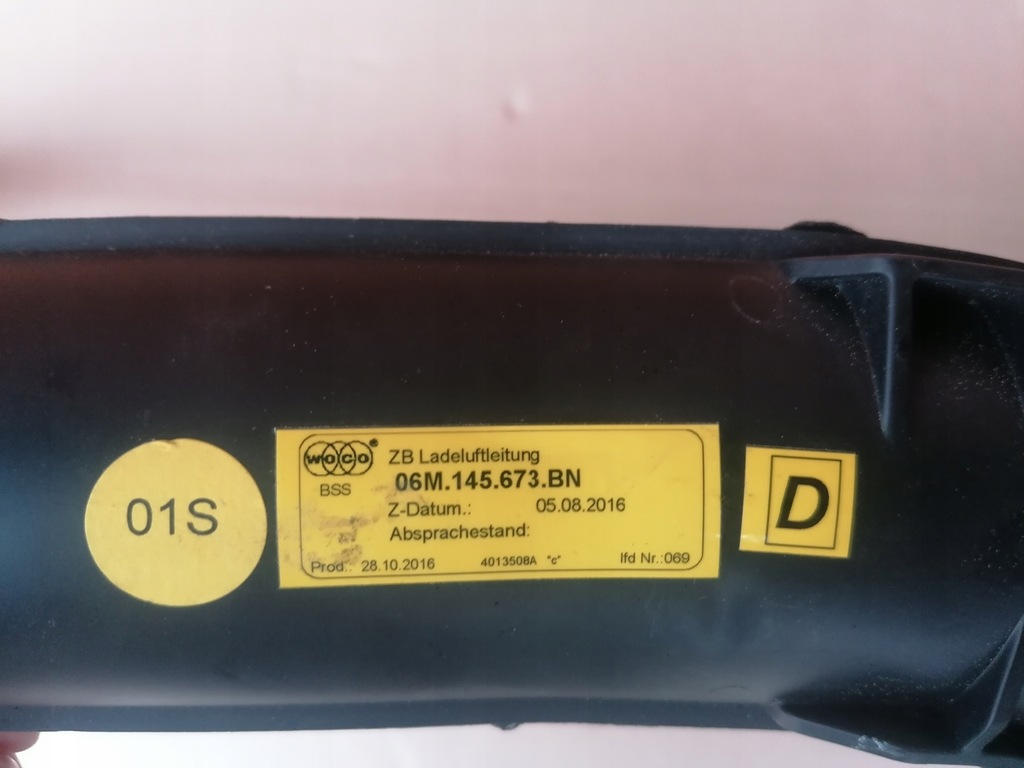 01S
WOCO®
BSS
ZB Ladeluftleitung
06M.145.673.BN
Z-Datum.: 05.08.2016
Absprachestand:
Prod.: 28.10.2016 4013508A "c" lfd Nr.:069
D